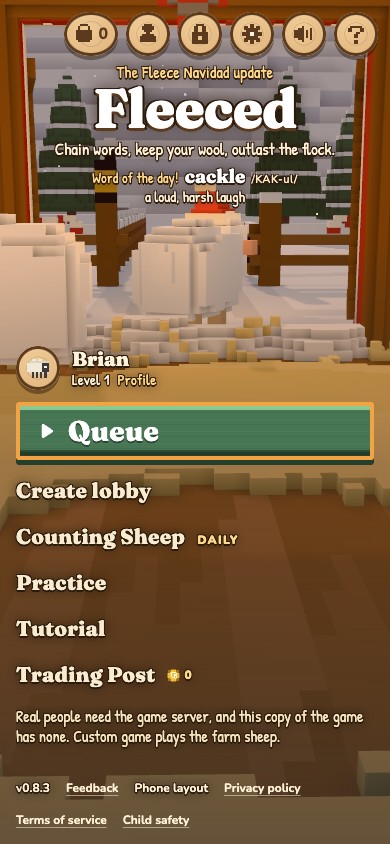 0
The Fleece Navidad update
Fleeced
Chain words, keep your wool, outlast the flock.
Word of the day! cackle /KAK-ul/
a loud, harsh laugh
Brian
Level 1 Profile
Queue
Create lobby
Counting Sheep DAILY
Practice
Tutorial
Trading Post 0
Real people need the game server, and this copy of the game
has none. Custom game plays the farm sheep.
v0.8.3 Feedback Phone layout Privacy policy
Terms of service Child safety